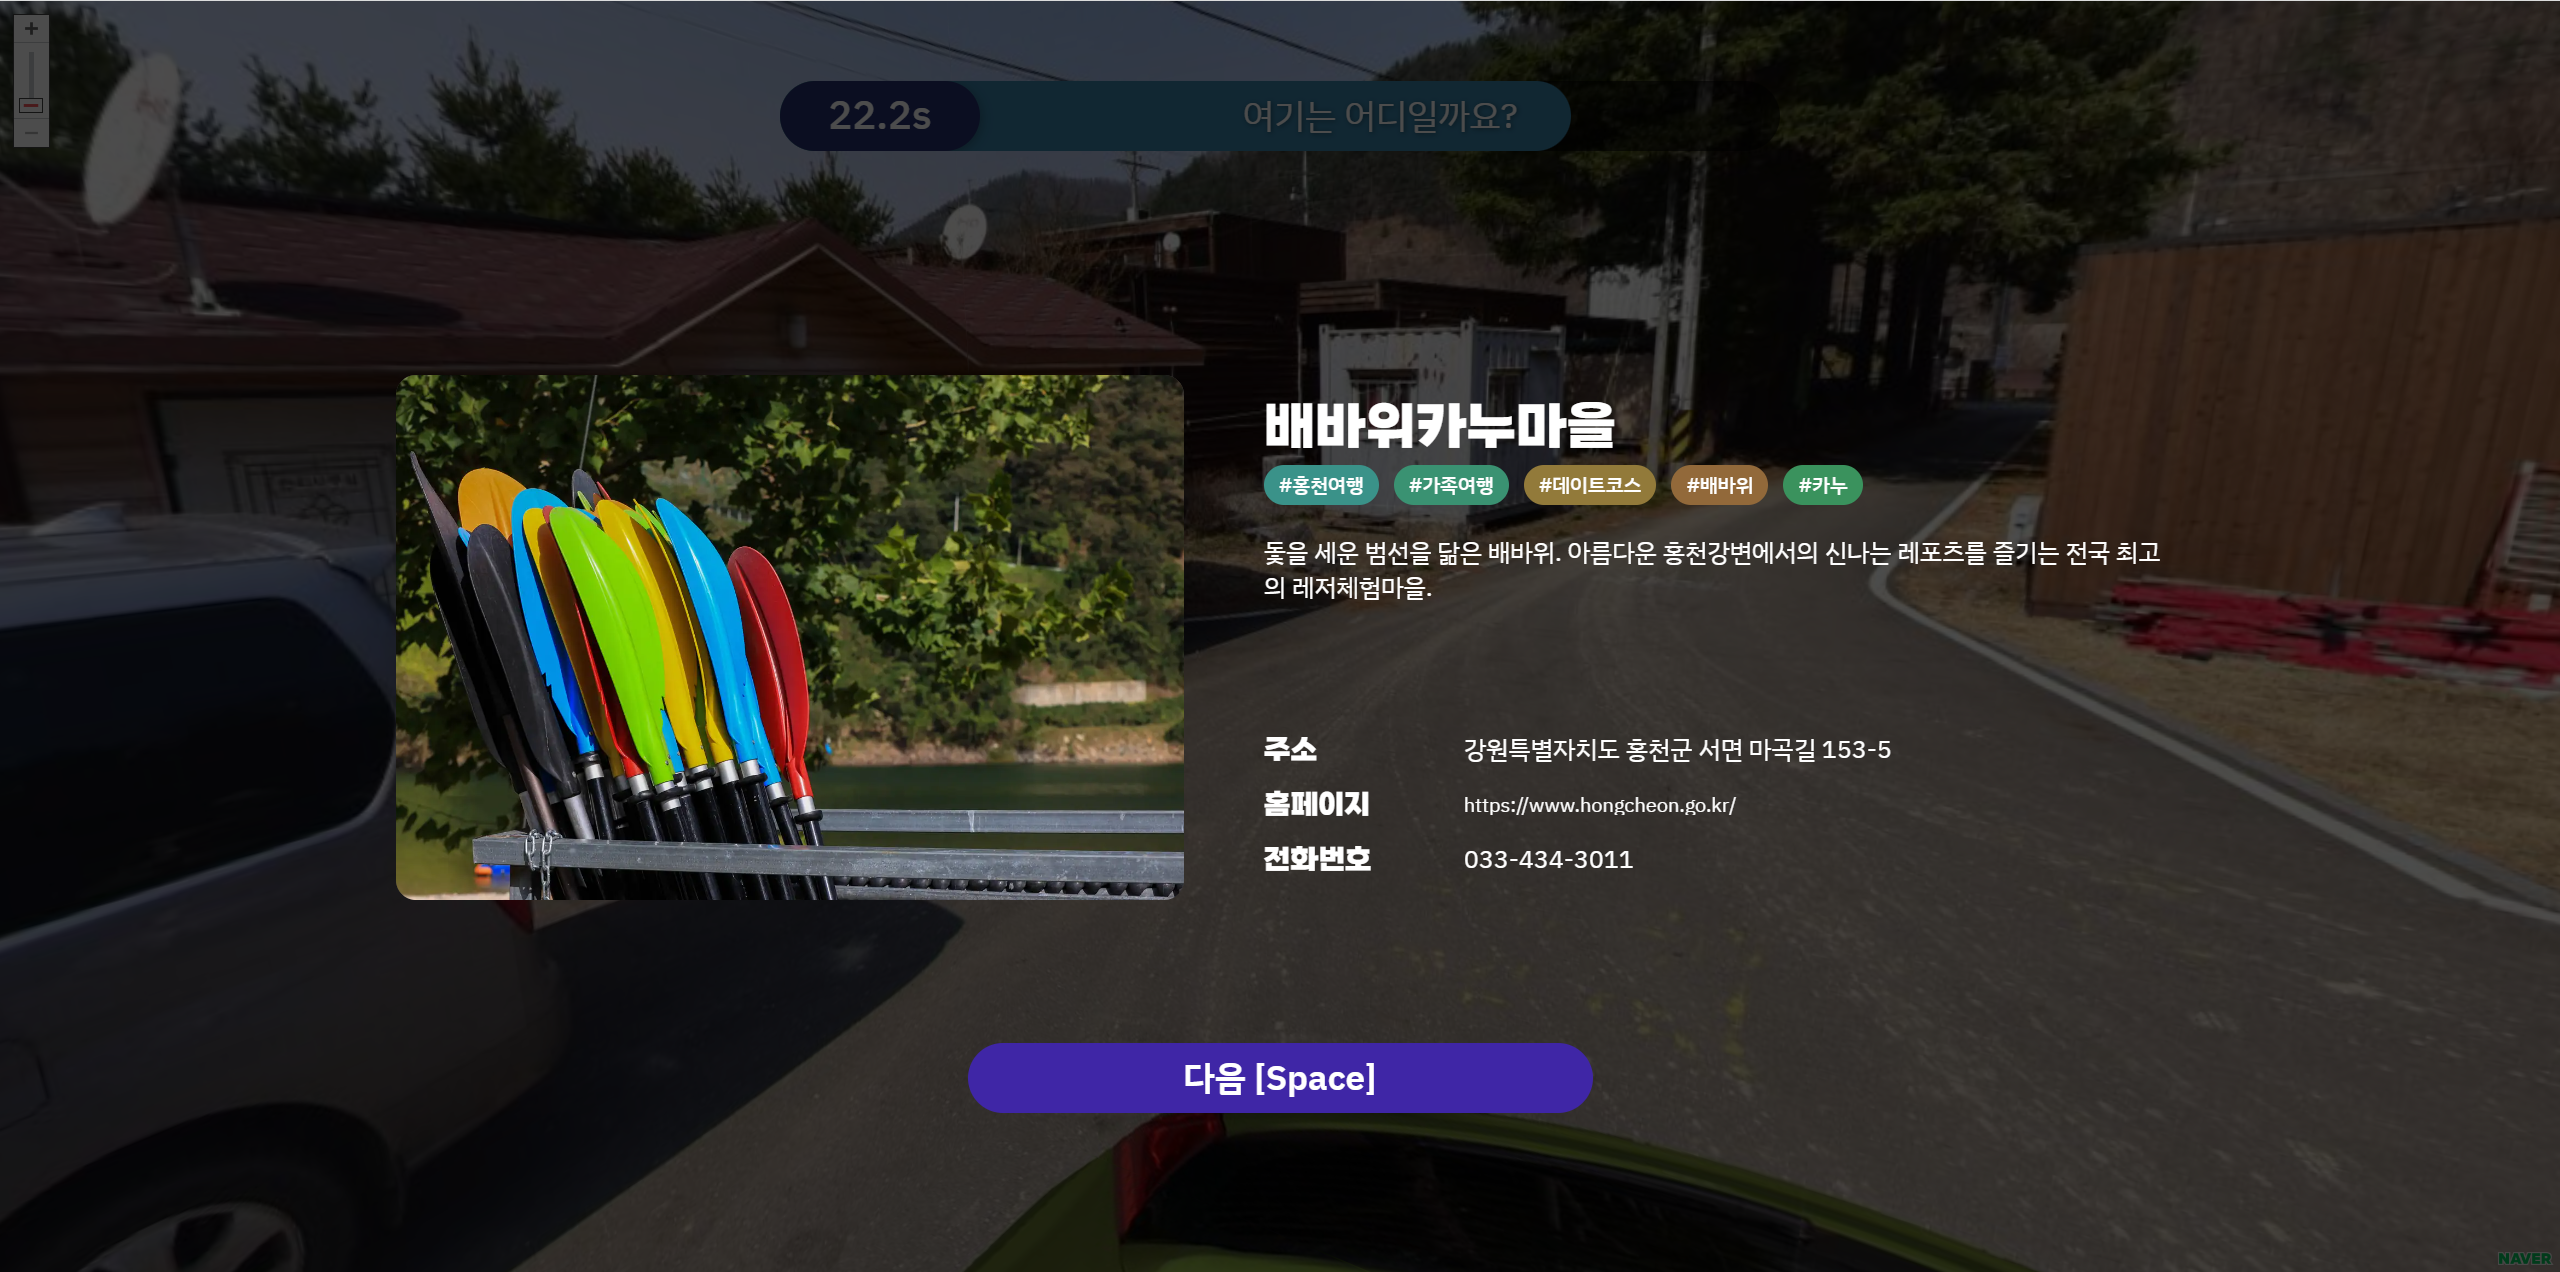 22.2s
여기는 어디일까요?
배바위카누마을
#홍천여행 #가족여행 #데이트코스 #배바위 #카누
돛을 세운 범선을 닮은 배바위. 아름다운 홍천강변에서의 신나는 레포츠를 즐기는 전국 최고
의 레저체험마을.
주소 강원특별자치도 홍천군 서면 마곡길 153-5
홈페이지 https://www.hongcheon.go.kr/
전화번호 033-434-3011
다음 [Space]
NAVER